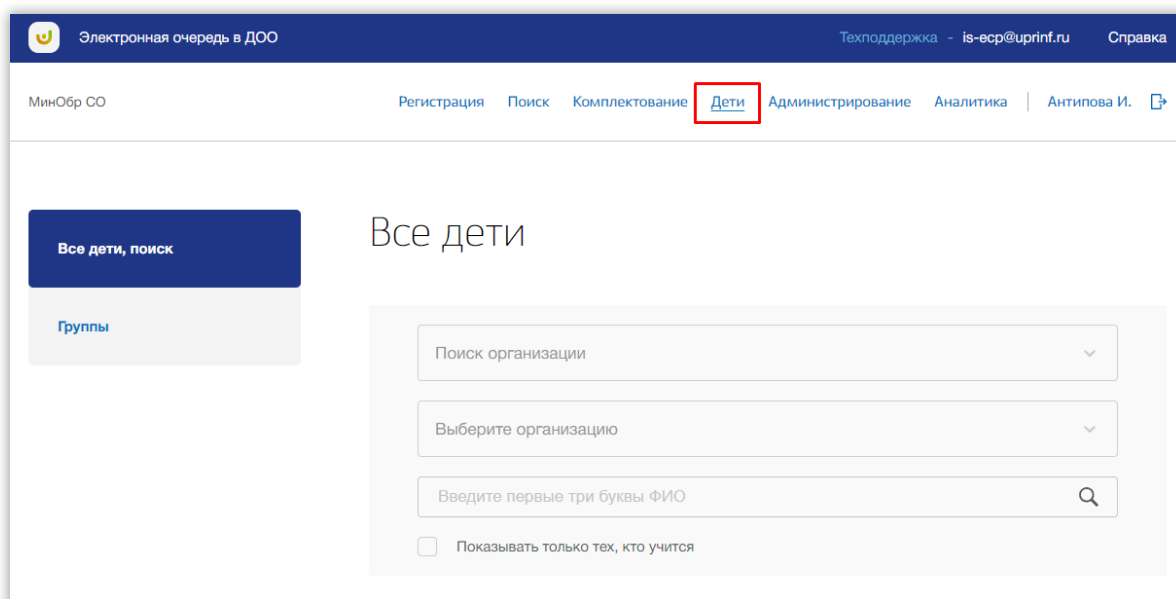 Электронная очередь в ДОО
Техподдержка - is-ecp@uprinf.ru Справка
МинОбр СО
Регистрация Поиск Комплектование Дети Администрирование Аналитика Антипова И.
Все дети, поиск
Группы
Все дети
Поиск организации
Выберите организацию
Введите первые три буквы ФИО
Показывать только тех, кто учится